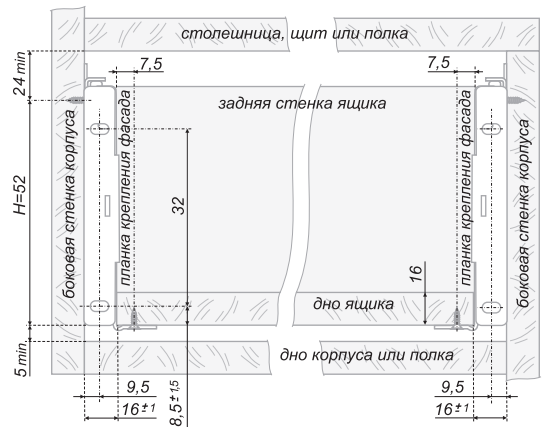 столешница, щит или полка
24 min
7,5
7,5
задняя стенка ящика
боковая стенка корпуса
планка крепления фасада
планка крепления фасада
боковая стенка корпуса
H=52
32
16
дно ящика
дно корпуса или полка
5 min
9,5
9,5
16±1
8,5±1,5
16±1